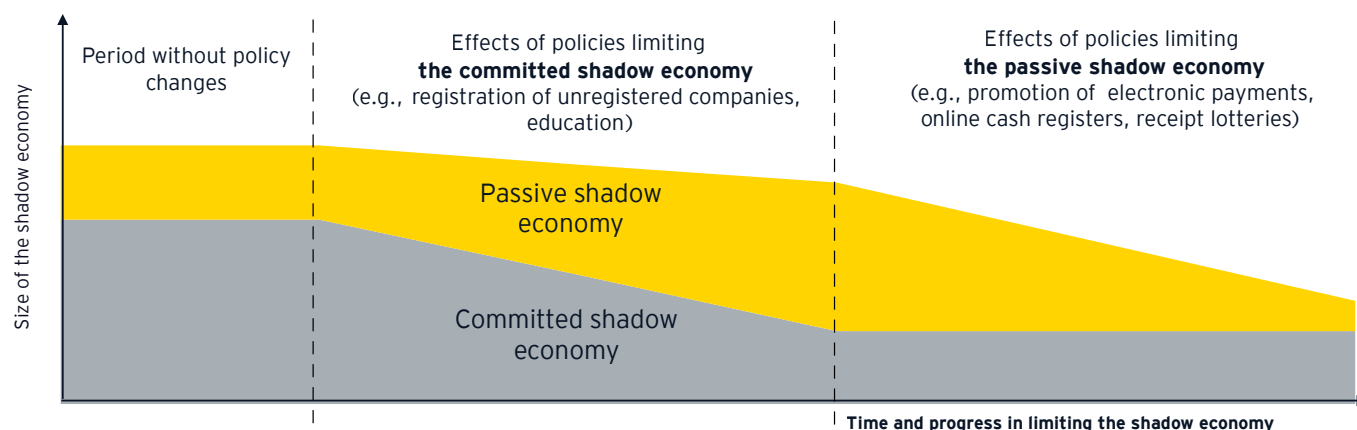 Period without policy
changes
Effects of policies limiting
the committed shadow economy
(e.g., registration of unregistered companies,
education)
Effects of policies limiting
the passive shadow economy
(e.g., promotion of electronic payments,
online cash registers, receipt lotteries)
Size of the shadow economy
Passive shadow
economy
Committed shadow
economy
Time and progress in limiting the shadow economy